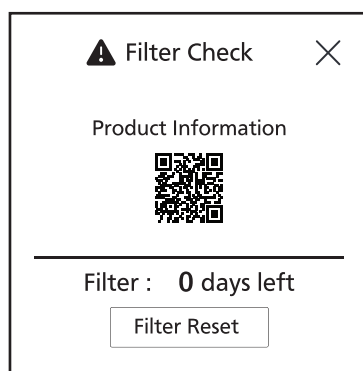 Filter Check
Product Information
Filter : 0 days left
Filter Reset